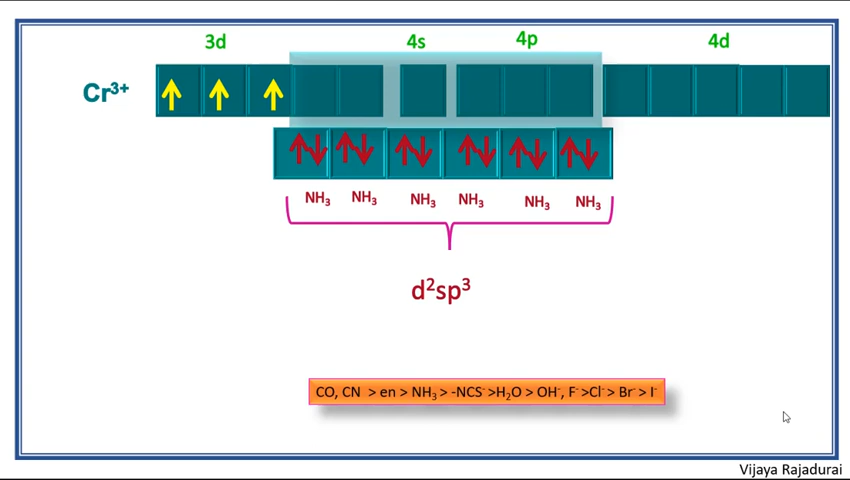 3d 4s 4p 4d
Cr³⁺
NH₃ NH₃ NH₃ NH₃ NH₃ NH₃
d²sp³
CO, CN > en > NH₃ > -NCS⁻ >H₂O > OH⁻, F⁻ >Cl⁻ > Br⁻ > I⁻
Vijaya Rajadurai